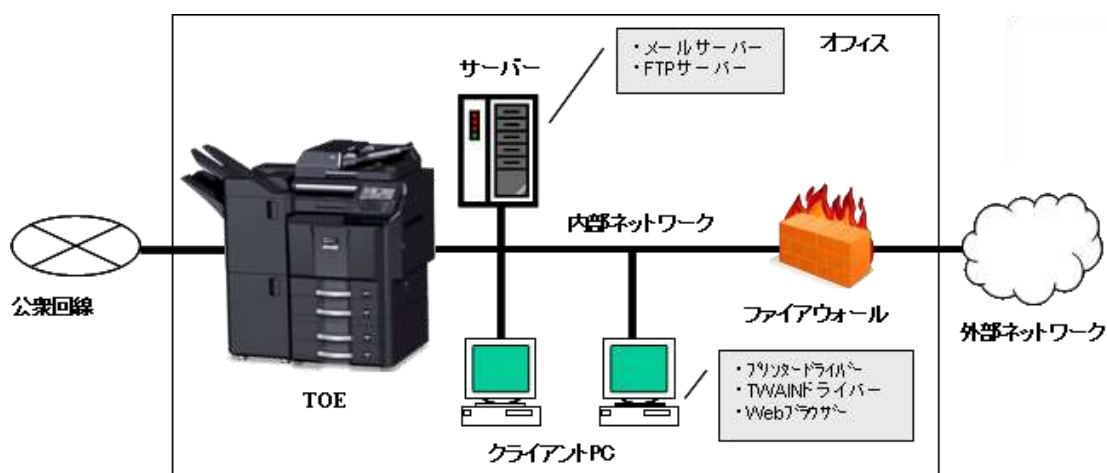 オフィス
・メールサーバー
・FTPサーバー
サーバー
内部ネットワーク
公衆回線
TOE
ファイアウォール
外部ネットワーク
・プリンタードライバー
・TWAINドライバー
・Webブラウザー
クライアントPC